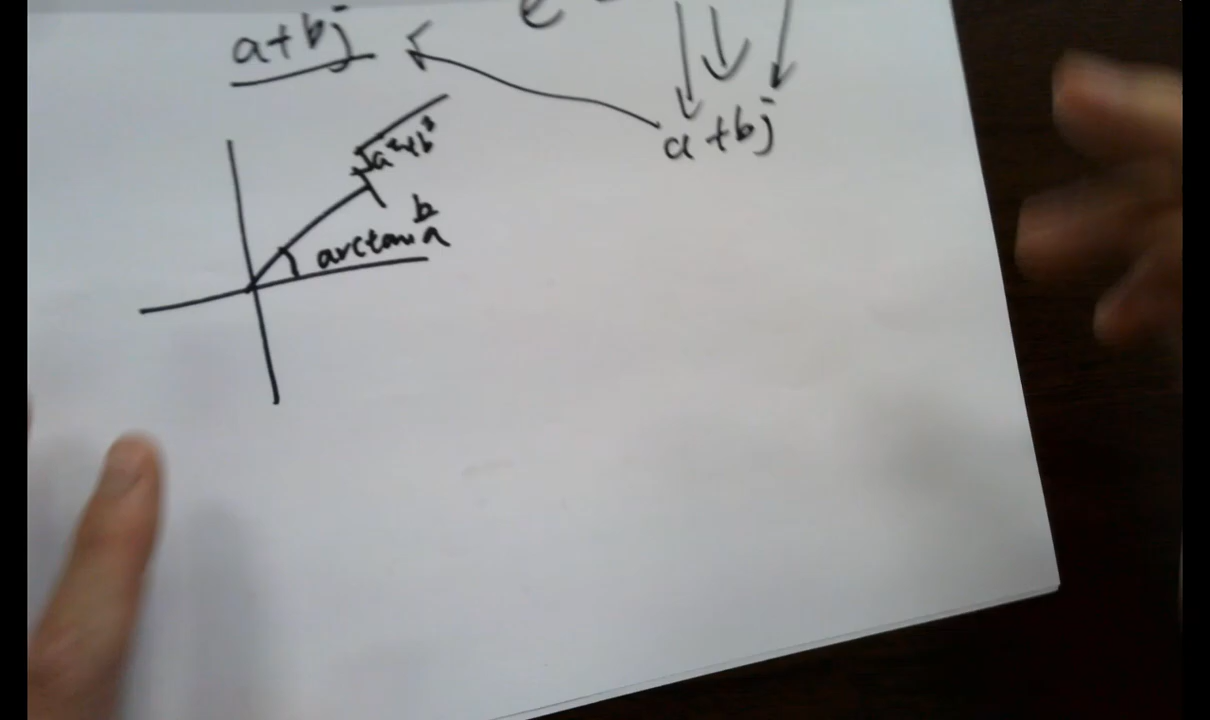 a+bj
e
a+bj
√a²+b²
arctan b/a